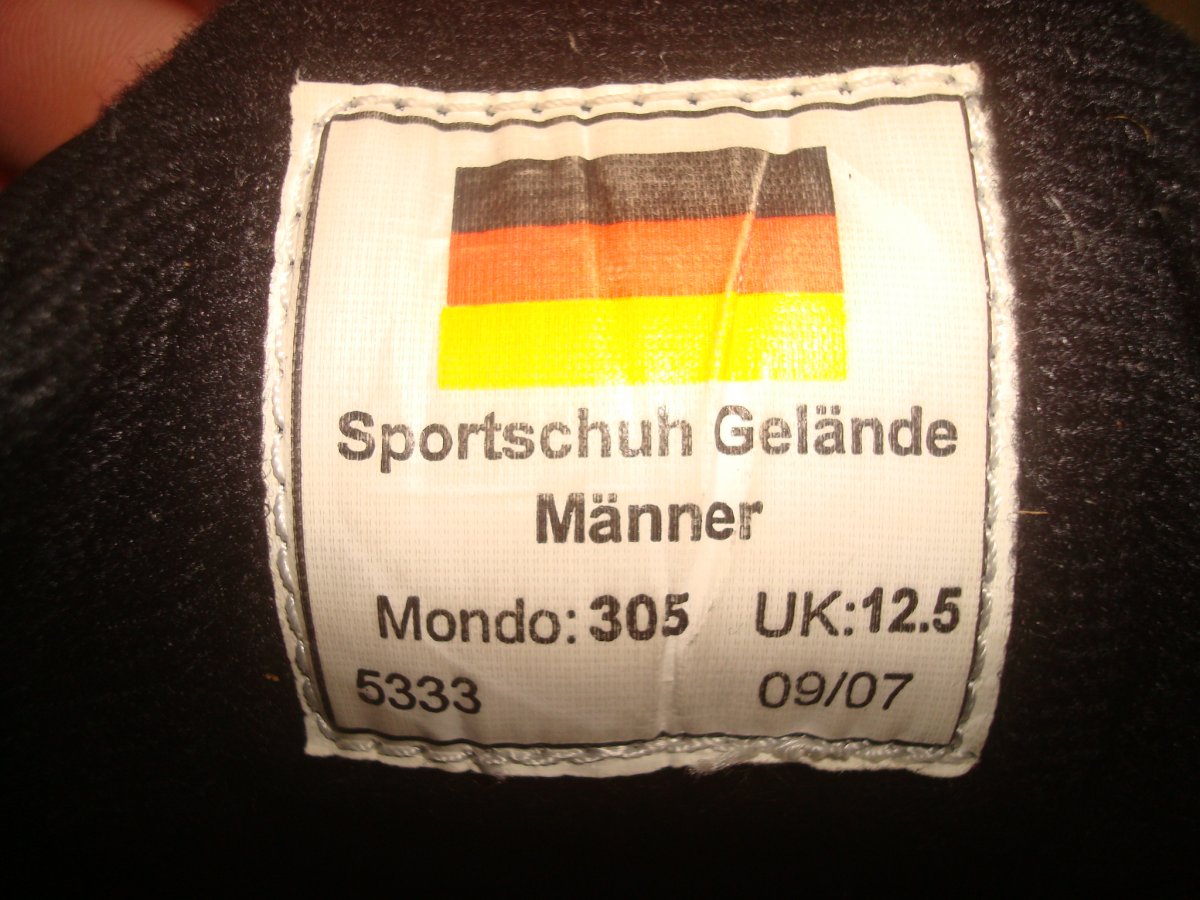 Sportschuh Gelände
Männer
Mondo: 305 UK:12.5
5333 09/07